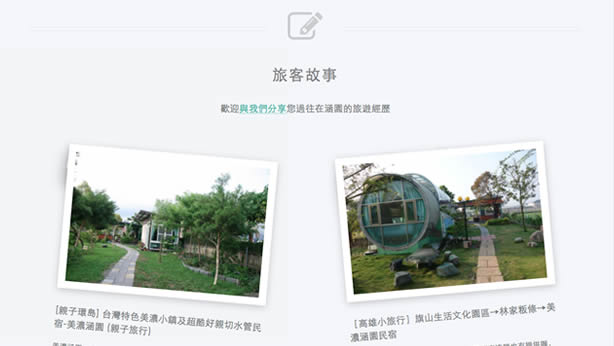 旅客故事
歡迎與我們分享您過往在涵園的旅遊經歷
[親子環島] 台灣特色美濃小鎮及超酷好親切水管民
宿-美濃涵園 (親子旅行)
[高雄小旅行] 旗山生活文化園區→林家粄條→美
濃涵園民宿